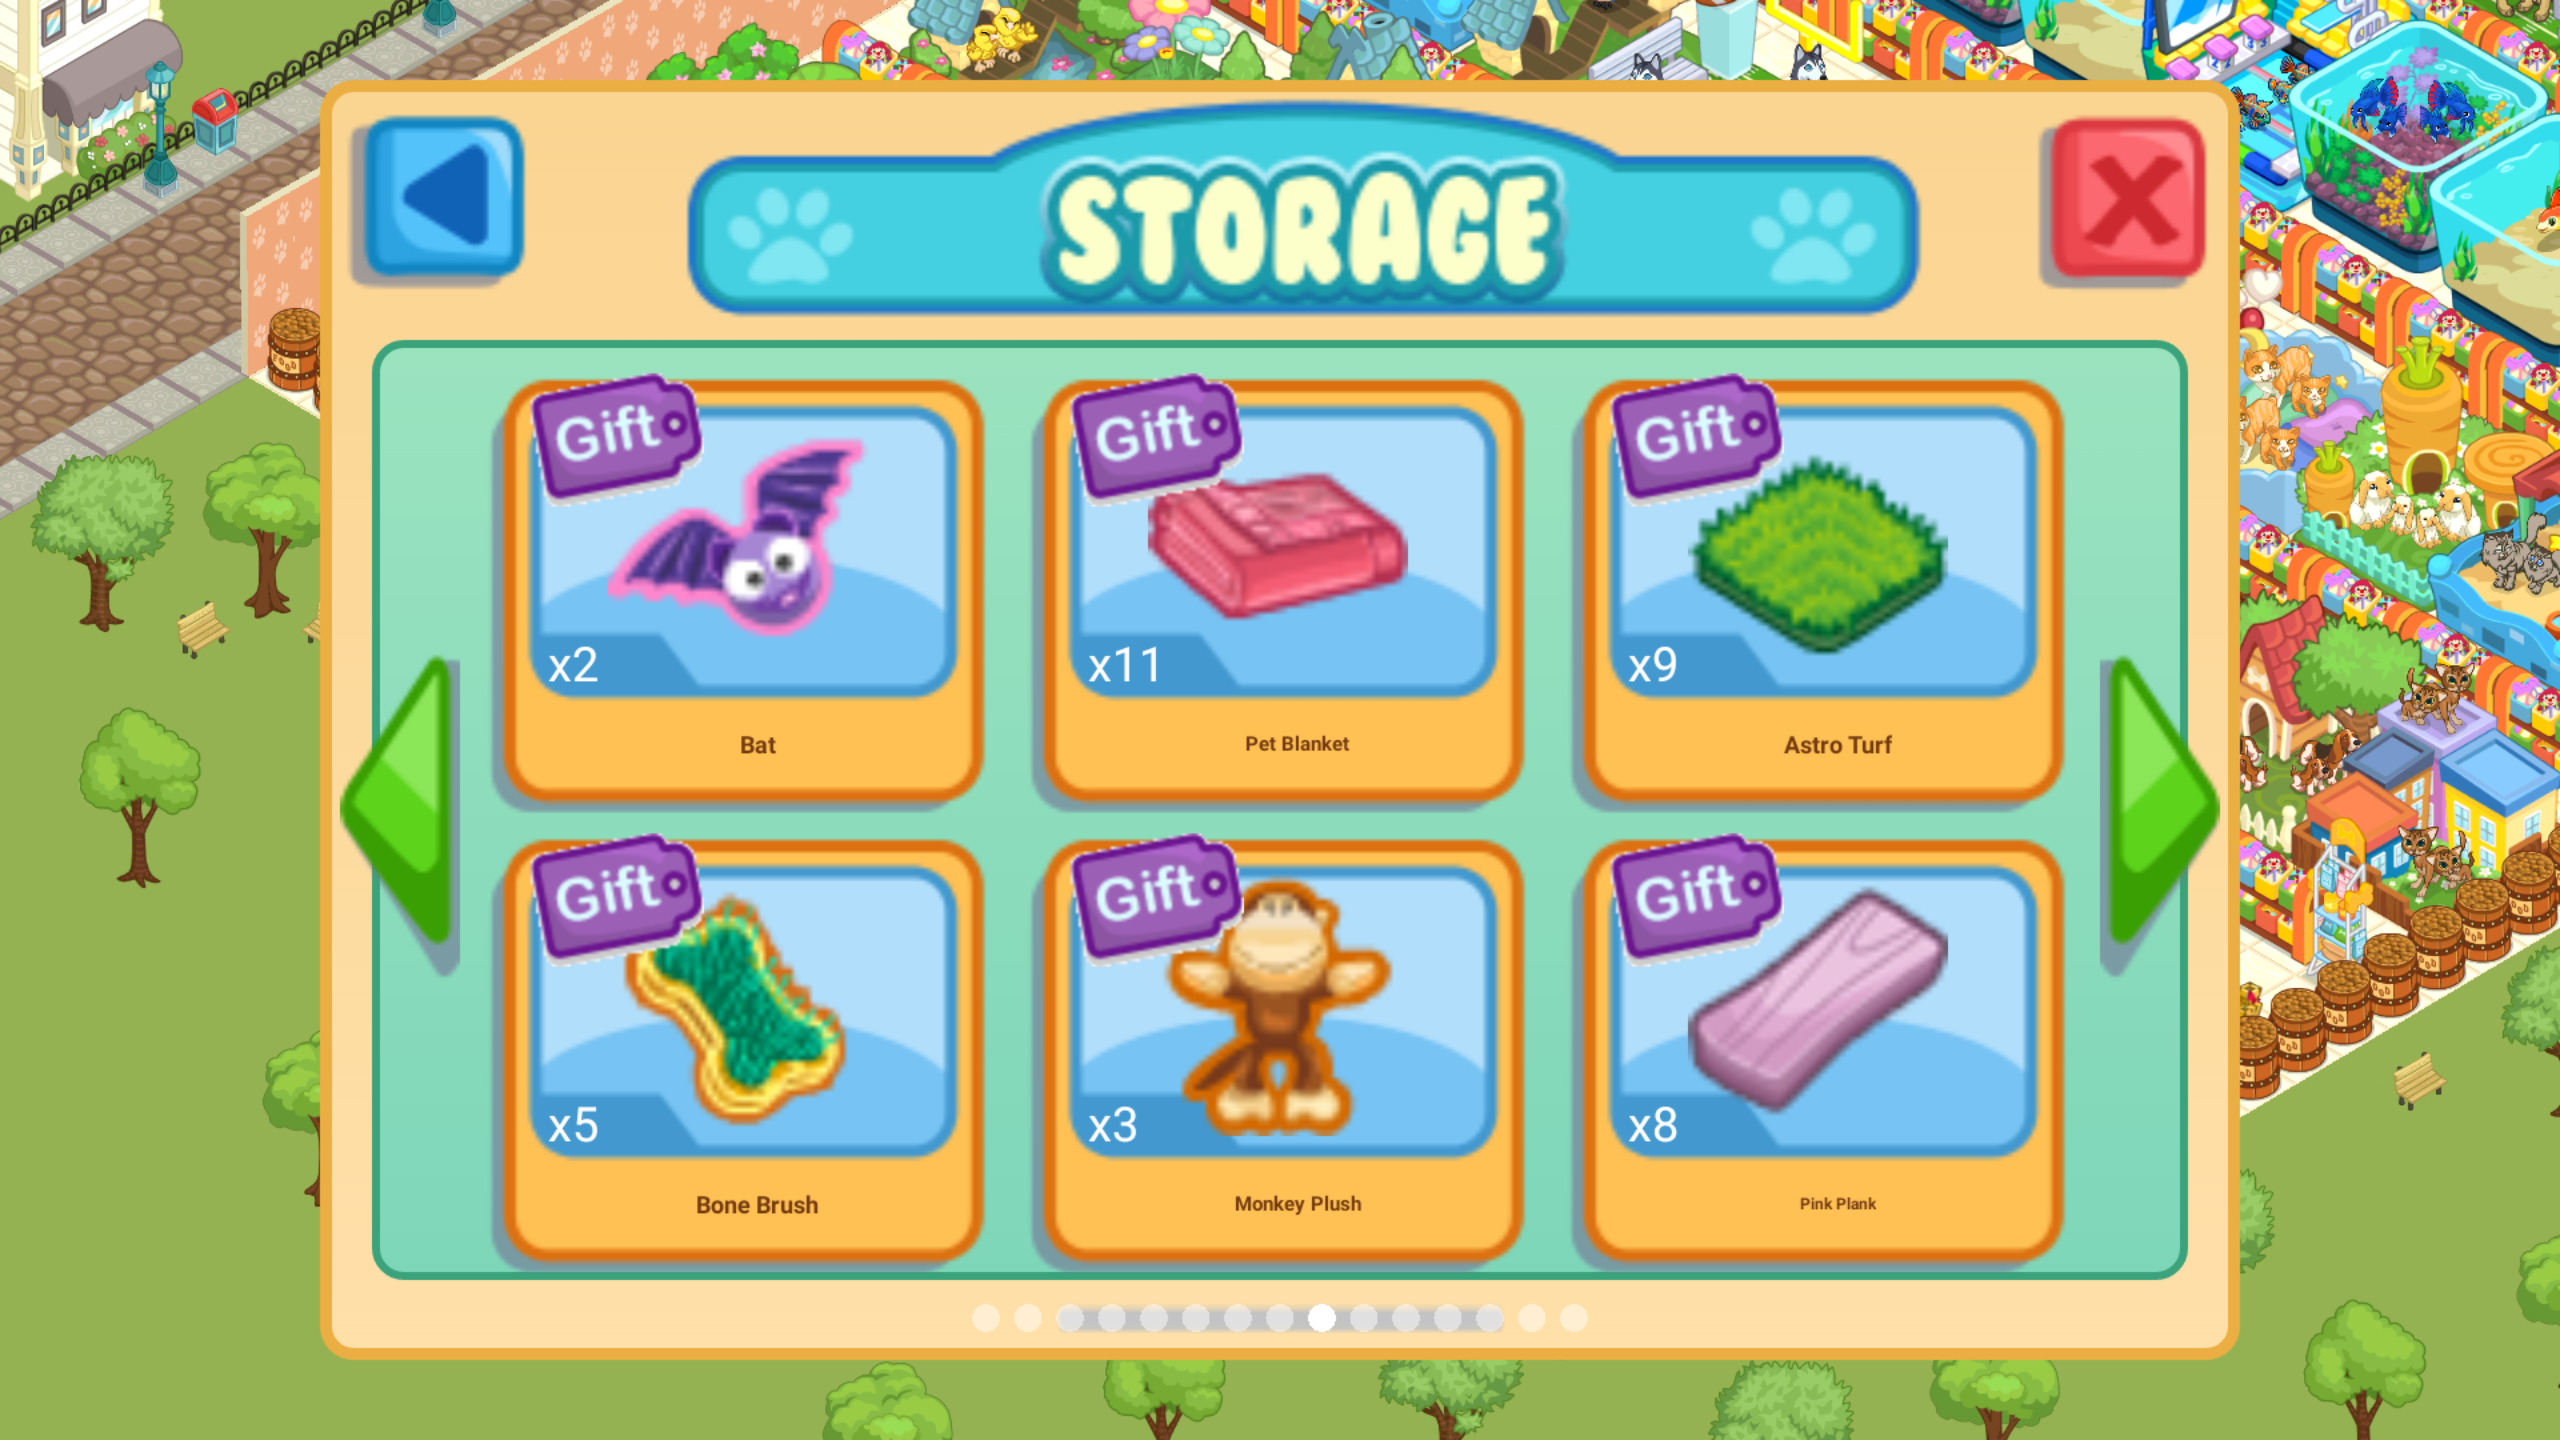 STORAGE
Gift
x2
Bat
Gift
x11
Pet Blanket
Gift
x9
Astro Turf
Gift
x5
Bone Brush
Gift
x3
Monkey Plush
Gift
x8
Pink Plank